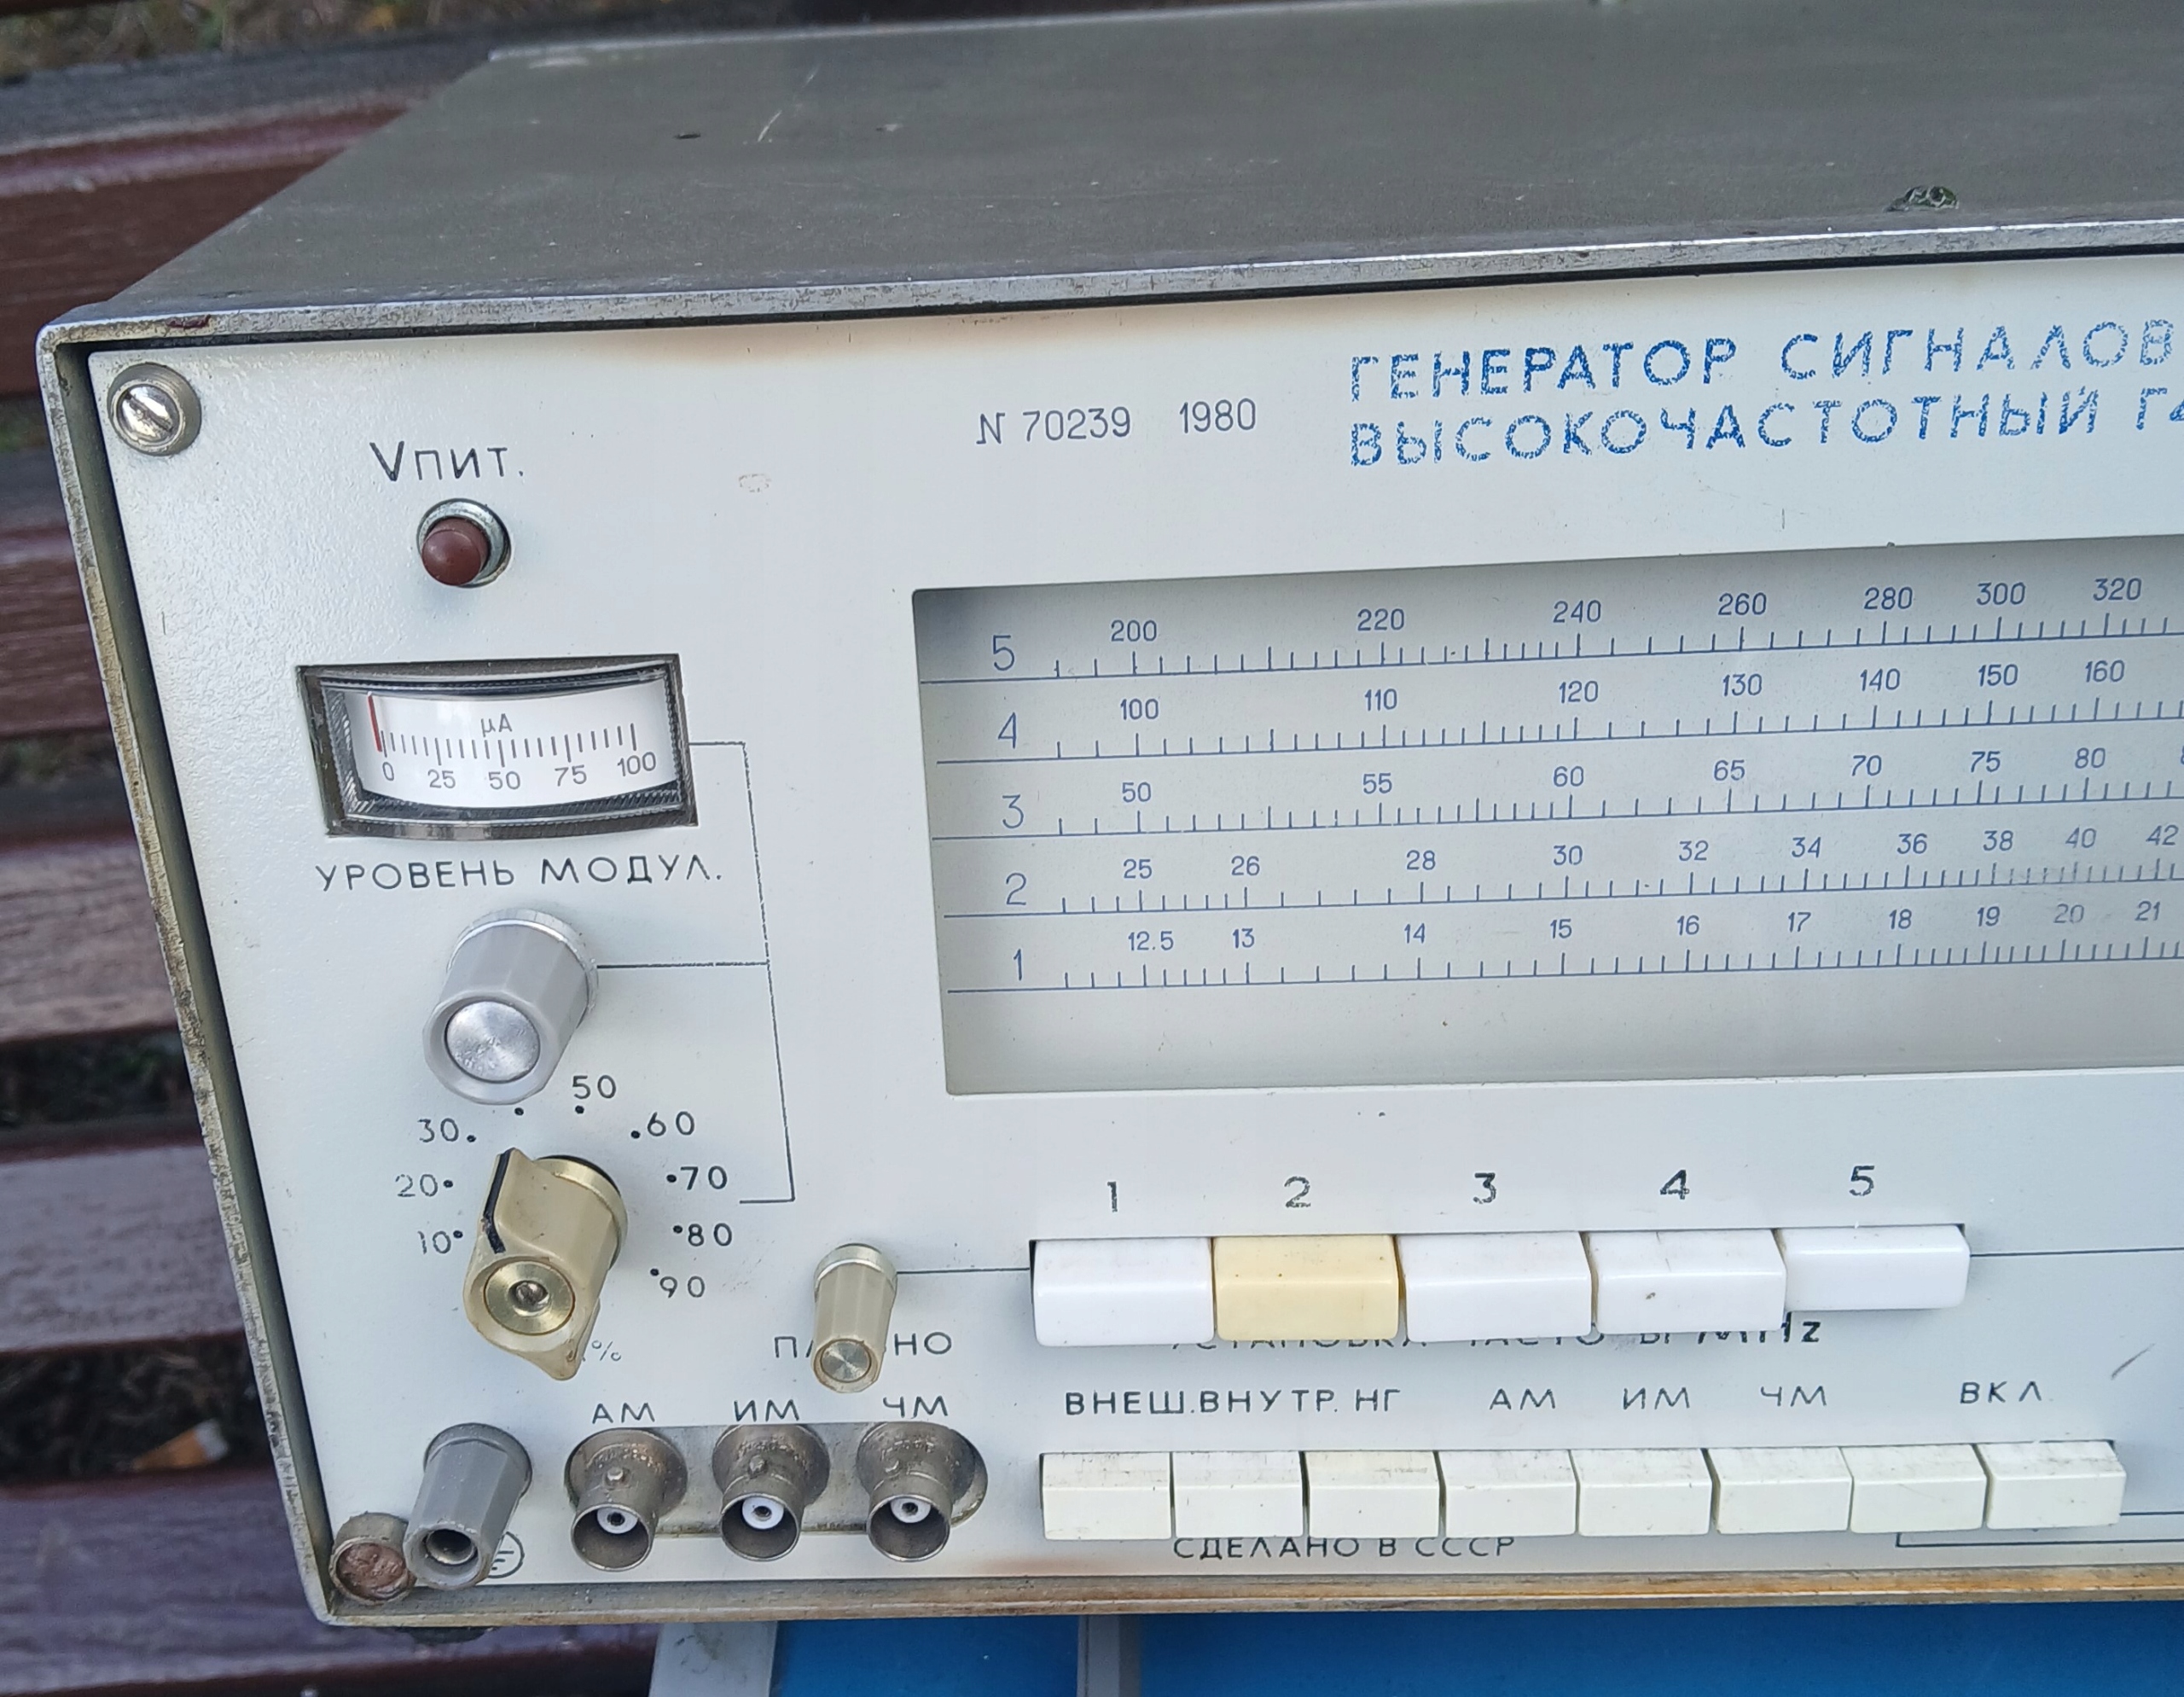 ГЕНЕРАТОР СИГНАЛОВ
N 70239 1980 ВЫСОКОЧАСТОТНЫЙ Г4
Vпит.
5 200 220 240 260 280 300 320
4 100 110 120 130 140 150 160
3 50 55 60 65 70 75 80
2 25 26 28 30 32 34 36 38 40 42
1 12.5 13 14 15 16 17 18 19 20 21
µA
0 25 50 75 100
УРОВЕНЬ МОДУЛ.
50
30 60
20 70
10 80
90
%
1 2 3 4 5
MHz
АМ ИМ ЧМ
ВНЕШ. ВНУТР. НГ АМ ИМ ЧМ ВКЛ.
СДЕЛАНО В СССР